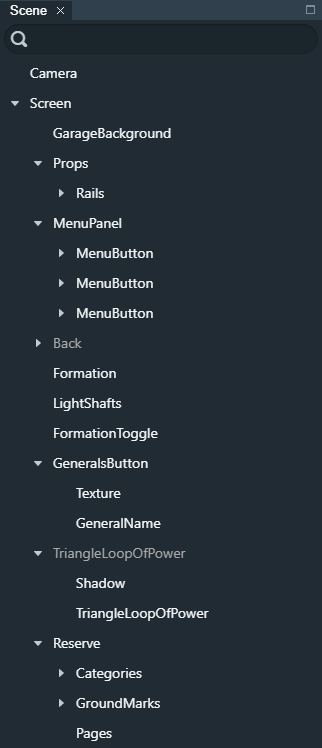 Scene
Camera
Screen
GarageBackground
Props
Rails
MenuPanel
MenuButton
MenuButton
MenuButton
Back
Formation
LightShafts
FormationToggle
GeneralsButton
Texture
GeneralName
TriangleLoopOfPower
Shadow
TriangleLoopOfPower
Reserve
Categories
GroundMarks
Pages